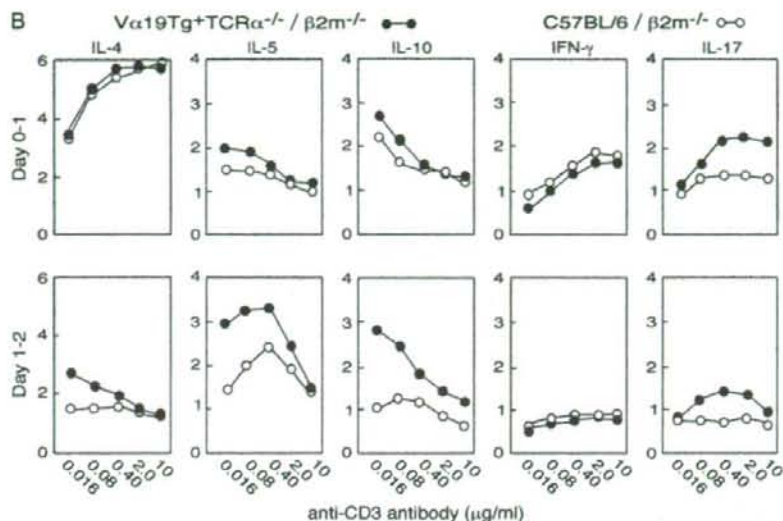 B Vα19Tg+TCRα-/- / β2m-/- C57BL/6 / β2m-/-
IL-4 IL-5 IL-10 IFN-γ IL-17
Day 0-1
6 4 2 0
4 3 2 1 0
4 3 2 1 0
4 3 2 1 0
4 3 2 1 0
Day 1-2
6 4 2 0
4 3 2 1 0
4 3 2 1 0
4 3 2 1 0
4 3 2 1 0
0.016 0.08 0.40 2.0 10 0.016 0.08 0.40 2.0 10 0.016 0.08 0.40 2.0 10 0.016 0.08 0.40 2.0 10 0.016 0.08 0.40 2.0 10
anti-CD3 antibody (μg/ml)